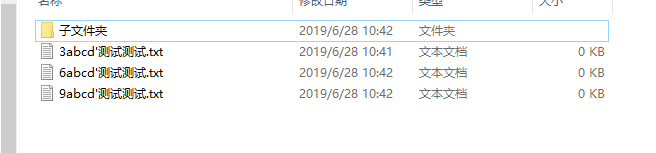 名称 修改日期 类型 大小
子文件夹 2019/6/28 10:42 文件夹
3abcd'测试测试.txt 2019/6/28 10:41 文本文档 0 KB
6abcd'测试测试.txt 2019/6/28 10:42 文本文档 0 KB
9abcd'测试测试.txt 2019/6/28 10:42 文本文档 0 KB